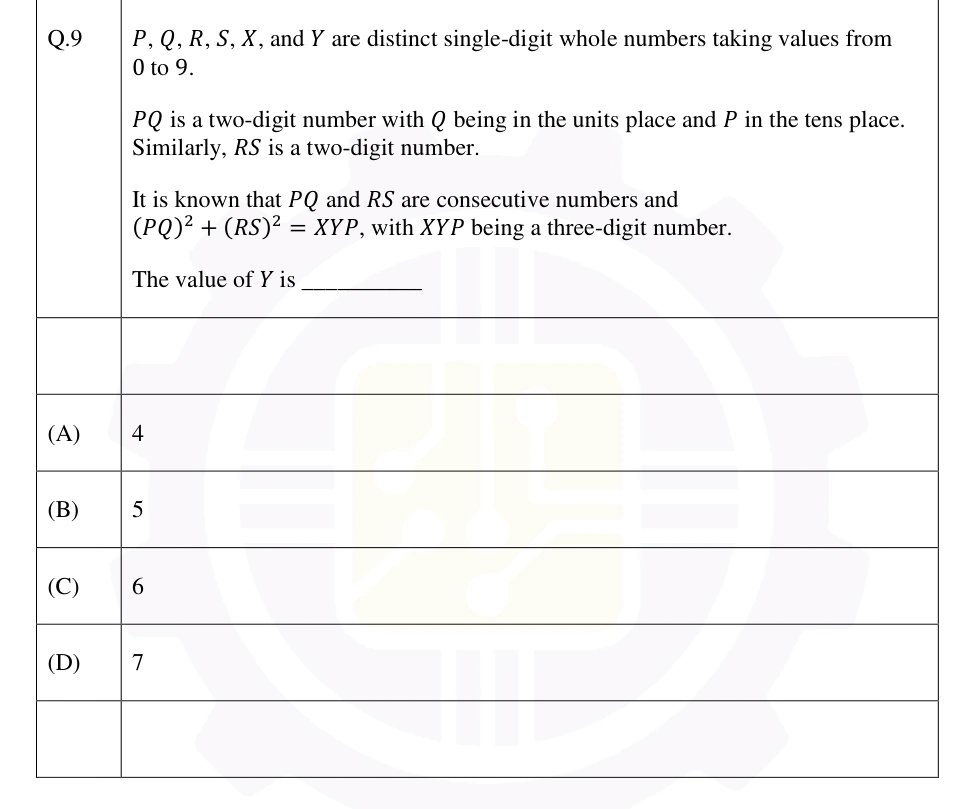 Q.9
P, Q, R, S, X, and Y are distinct single-digit whole numbers taking values from
0 to 9.
PQ is a two-digit number with Q being in the units place and P in the tens place.
Similarly, RS is a two-digit number.
It is known that PQ and RS are consecutive numbers and
(PQ)² + (RS)² = XYP, with XYP being a three-digit number.
The value of Y is __________
(A) 4
(B) 5
(C) 6
(D) 7